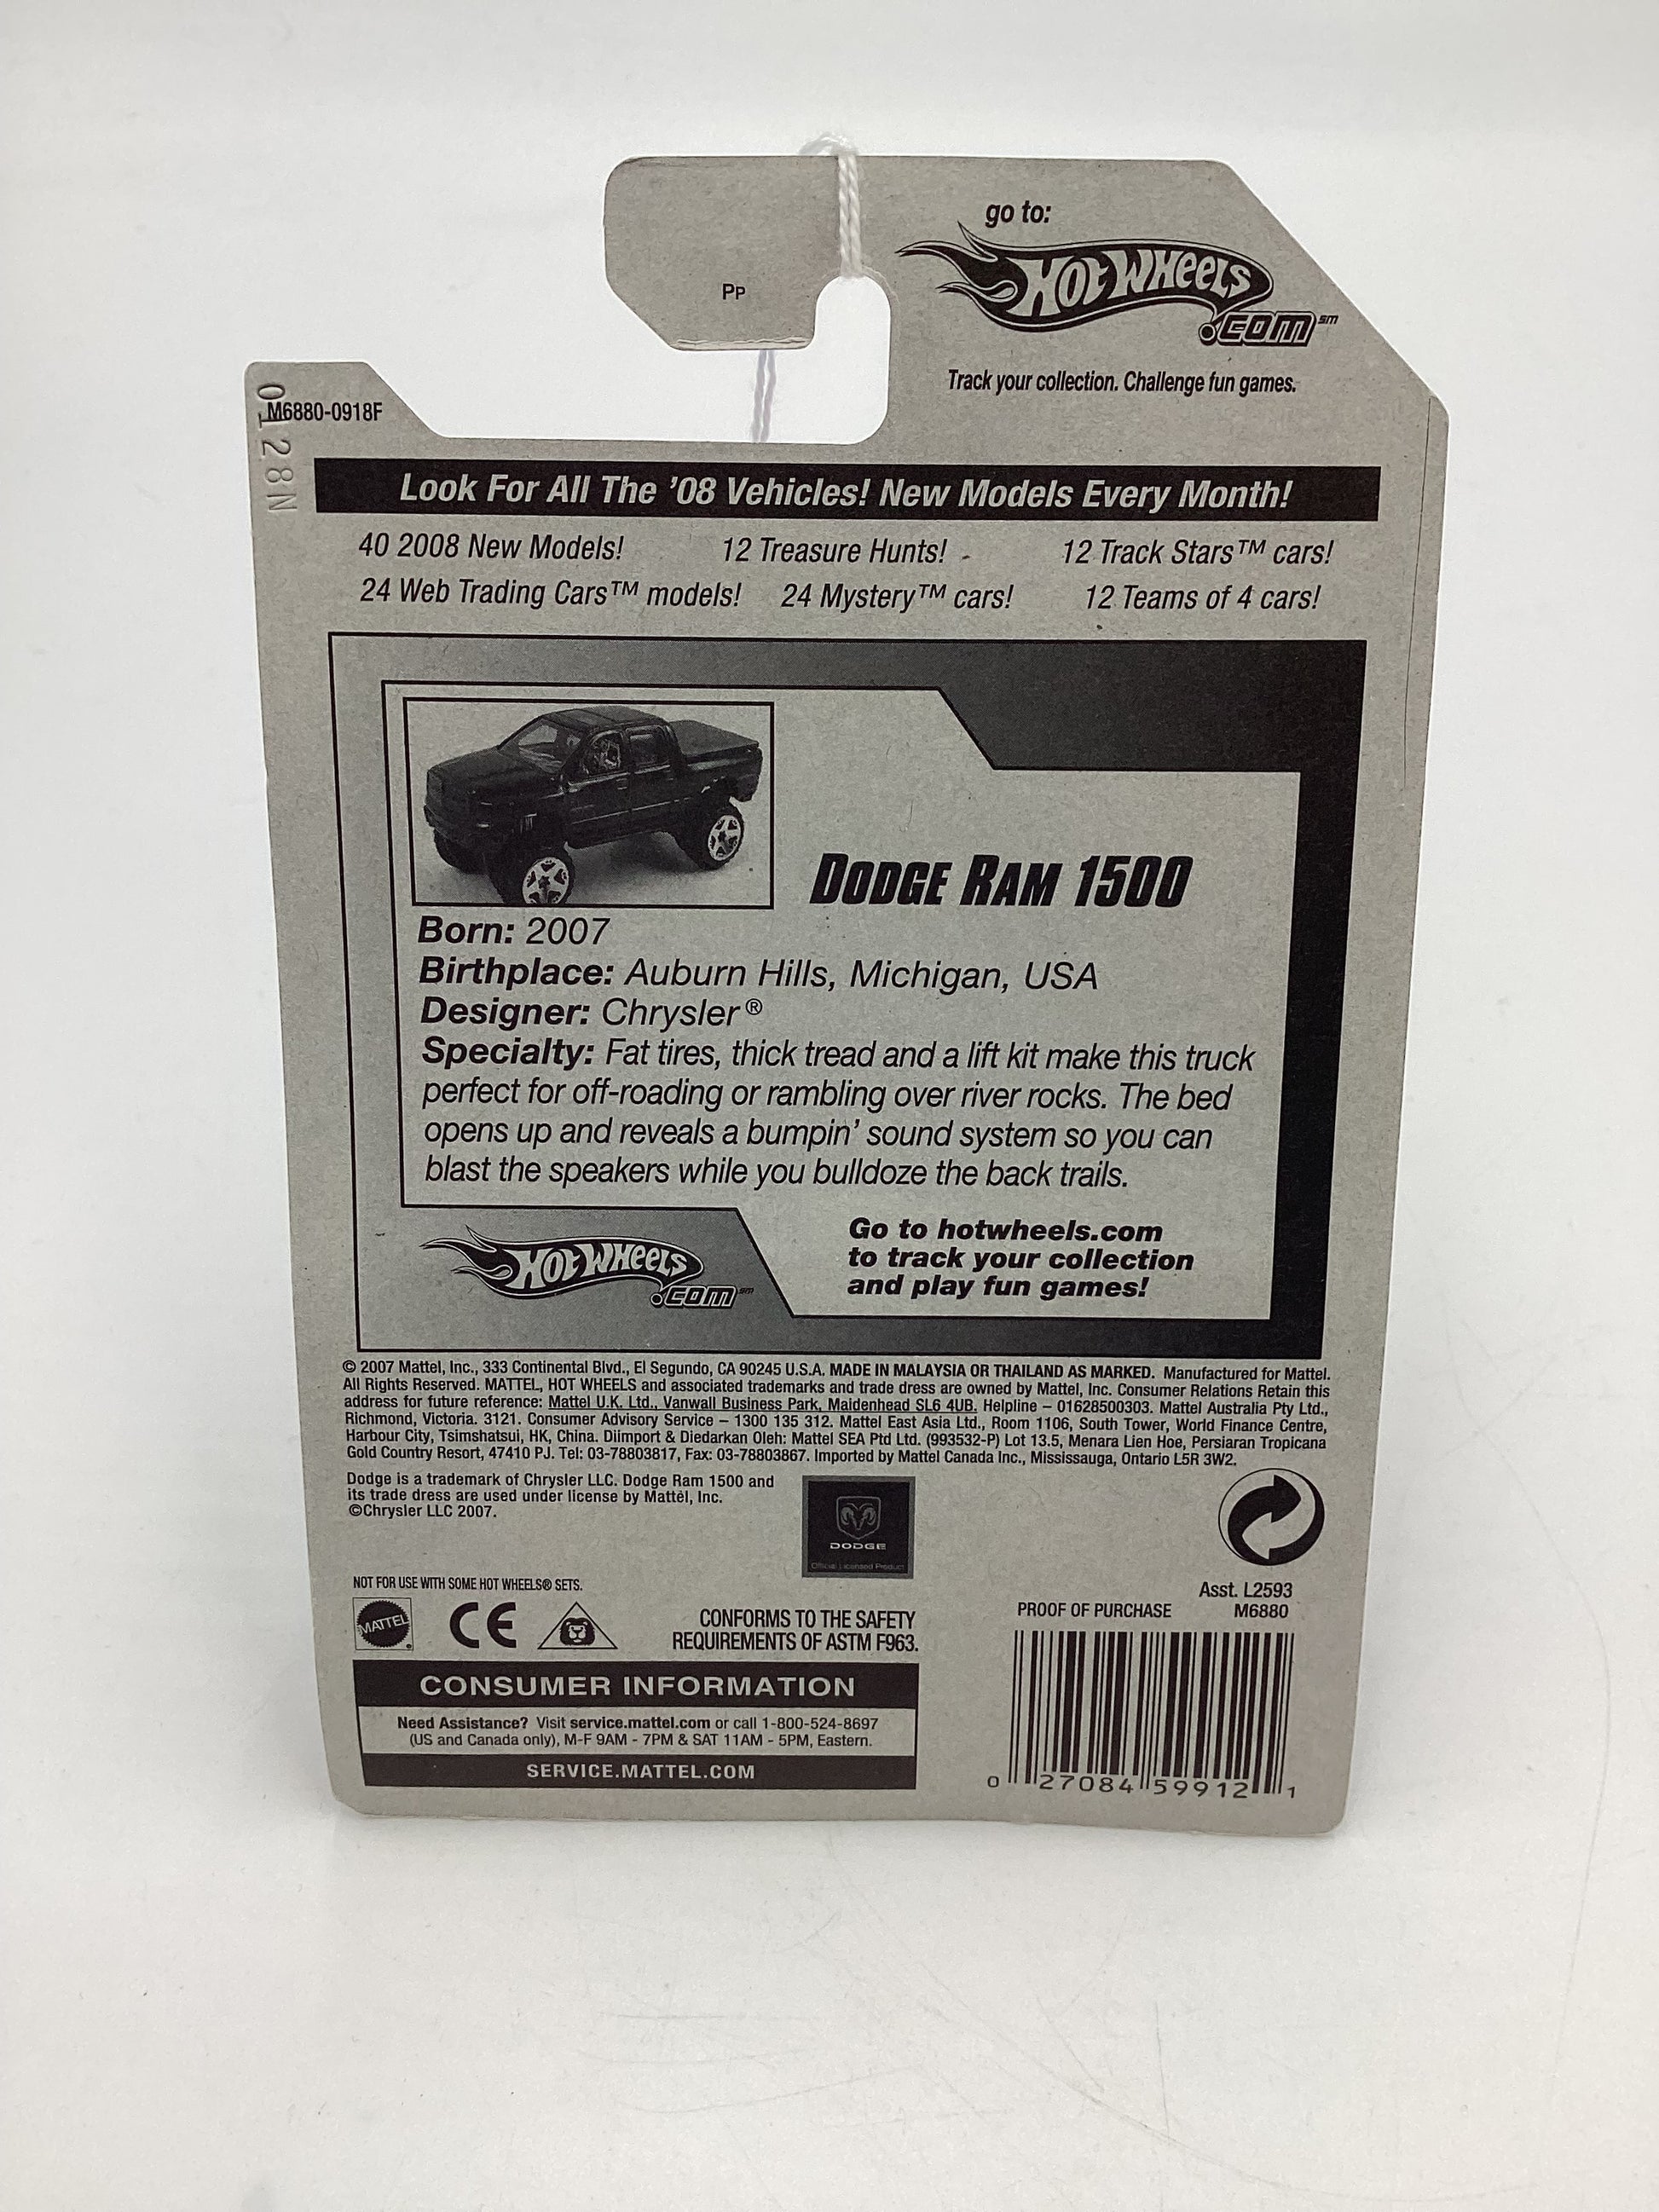 go to:
HOT WHEELS
.COM℠
Track your collection. Challenge fun games.
Pp
M6880-0918F
0128N
Look For All The '08 Vehicles! New Models Every Month!
40 2008 New Models! 12 Treasure Hunts! 12 Track Stars™ cars!
24 Web Trading Cars™ models! 24 Mystery™ cars! 12 Teams of 4 cars!
DODGE RAM 1500
Born: 2007
Birthplace: Auburn Hills, Michigan, USA
Designer: Chrysler®
Specialty: Fat tires, thick tread and a lift kit make this truck
perfect for off-roading or rambling over river rocks. The bed
opens up and reveals a bumpin' sound system so you can
blast the speakers while you bulldoze the back trails.
HOT WHEELS
.COM℠
Go to hotwheels.com
to track your collection
and play fun games!
© 2007 Mattel, Inc., 333 Continental Blvd., El Segundo, CA 90245 U.S.A. MADE IN MALAYSIA OR THAILAND AS MARKED. Manufactured for Mattel.
All Rights Reserved. MATTEL, HOT WHEELS and associated trademarks and trade dress are owned by Mattel, Inc. Consumer Relations Retain this
address for future reference: Mattel U.K. Ltd., Vanwall Business Park, Maidenhead SL6 4UB. Helpline – 01628500303. Mattel Australia Pty Ltd.,
Richmond, Victoria. 3121. Consumer Advisory Service – 1300 135 312. Mattel East Asia Ltd., Room 1106, South Tower, World Finance Centre,
Harbour City, Tsimshatsui, HK, China. Diimport & Diedarkan Oleh: Mattel SEA Ptd Ltd. (993532-P) Lot 13.5, Menara Lien Hoe, Persiaran Tropicana
Gold Country Resort, 47410 PJ. Tel: 03-78803817, Fax: 03-78803867. Imported by Mattel Canada Inc., Mississauga, Ontario L5R 3W2.
Dodge is a trademark of Chrysler LLC. Dodge Ram 1500 and
its trade dress are used under license by Mattel, Inc.
©Chrysler LLC 2007.
DODGE
Official Licensed Product
NOT FOR USE WITH SOME HOT WHEELS® SETS.
MATTEL
CE
CONFORMS TO THE SAFETY
REQUIREMENTS OF ASTM F963.
Asst. L2593
PROOF OF PURCHASE M6880
CONSUMER INFORMATION
Need Assistance? Visit service.mattel.com or call 1-800-524-8697
(US and Canada only), M-F 9AM - 7PM & SAT 11AM - 5PM, Eastern.
SERVICE.MATTEL.COM
0 27084 59912 1